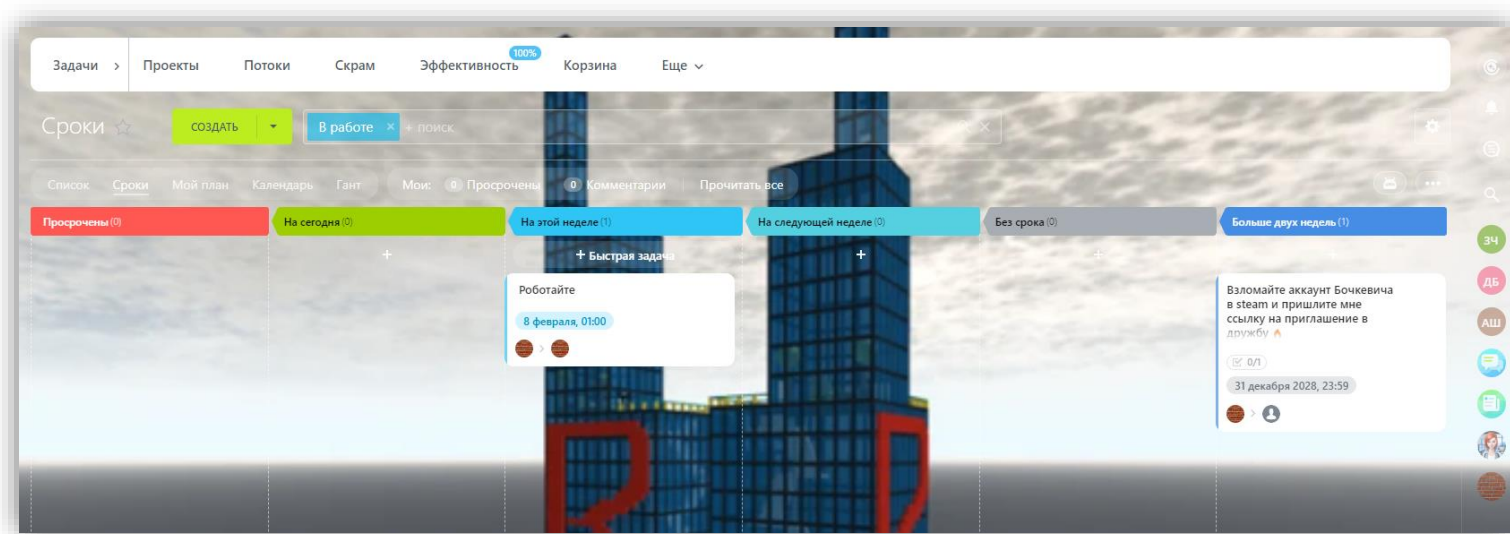 100%
Задачи > Проекты Потоки Скрам Эффективность Корзина Еще
Сроки СОЗДАТЬ В работе × + поиск
Список Сроки Мой план Календарь Гант Мои: 0 Просрочены 0 Комментарии Прочитать все
Просрочены (0) На сегодня (0) На этой неделе (1) На следующей неделе (0) Без срока (0) Больше двух недель (1)
+ Быстрая задача
Роботайте
8 февраля, 01:00
Взломайте аккаунт Бочкевича
в steam и пришлите мне
ссылку на приглашение в
дружбу 🔥
0/1
31 декабря 2028, 23:59
ЗЧ
ДБ
АШ
R